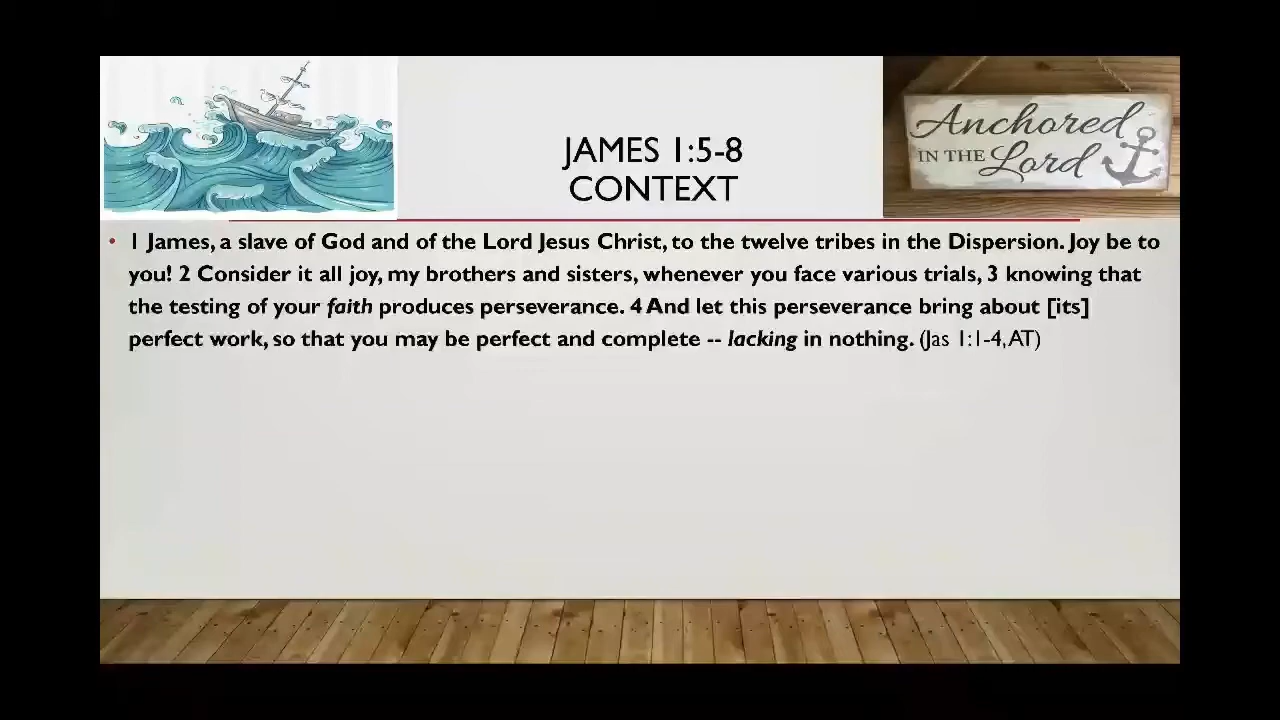 Anchored
IN THE Lord
JAMES 1:5-8
CONTEXT
• 1 James, a slave of God and of the Lord Jesus Christ, to the twelve tribes in the Dispersion. Joy be to
you! 2 Consider it all joy, my brothers and sisters, whenever you face various trials, 3 knowing that
the testing of your faith produces perseverance. 4 And let this perseverance bring about [its]
perfect work, so that you may be perfect and complete -- lacking in nothing. (Jas 1:1-4, AT)